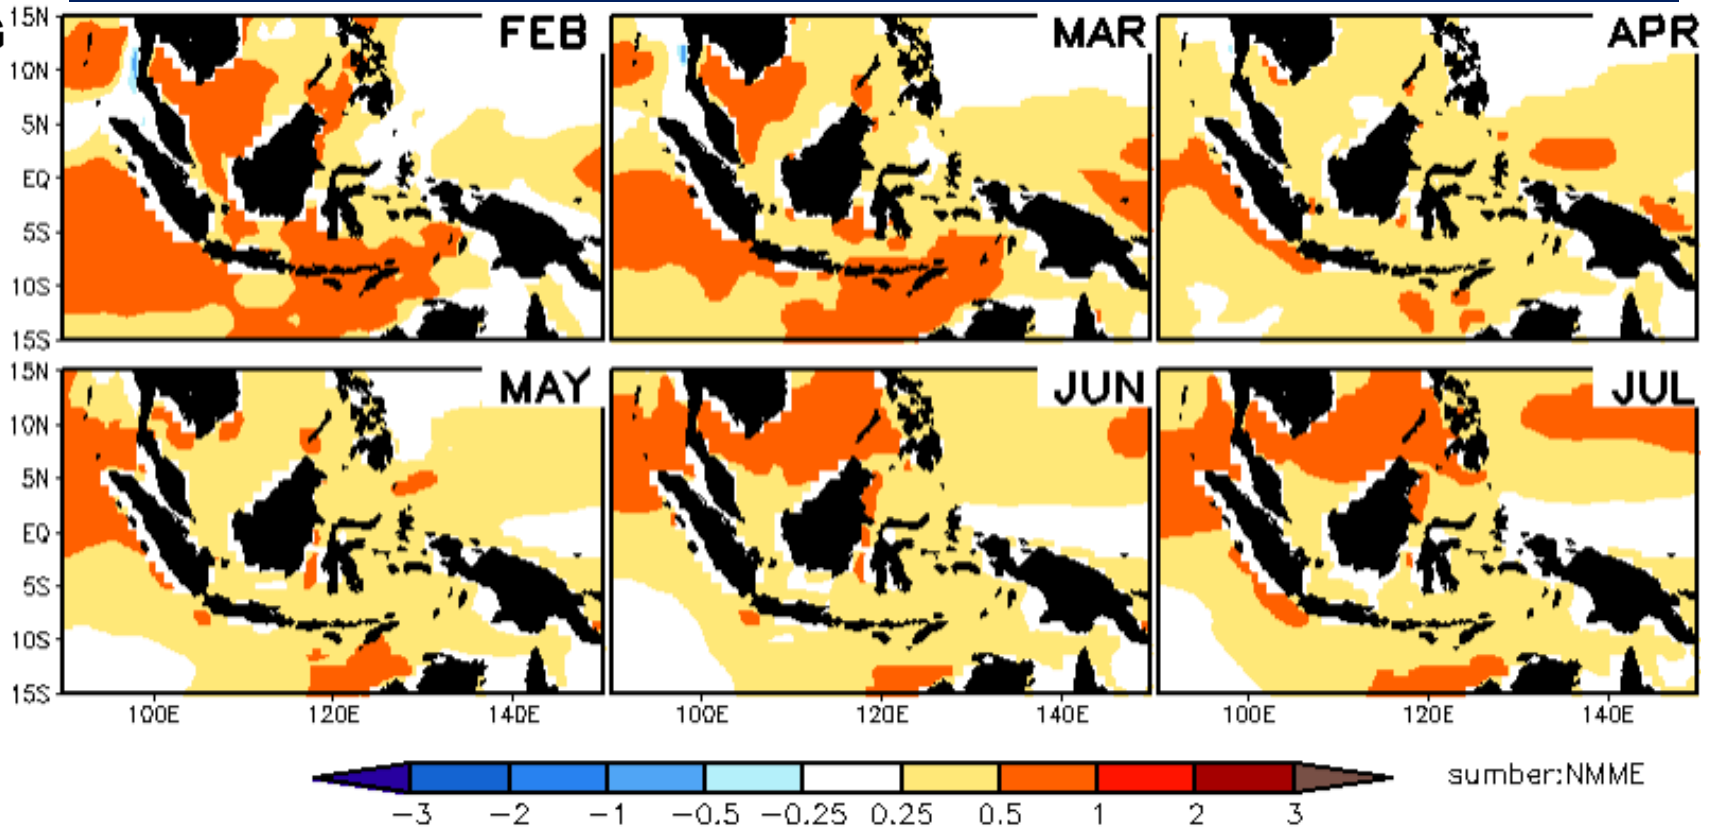 15N FEB MAR APR
10N
5N
EQ
5S
10S
15S
15N MAY JUN JUL
10N
5N
EQ
5S
10S
15S
100E 120E 140E 100E 120E 140E 100E 120E 140E
sumber:NMME
-3 -2 -1 -0.5 -0.25 0.25 0.5 1 2 3